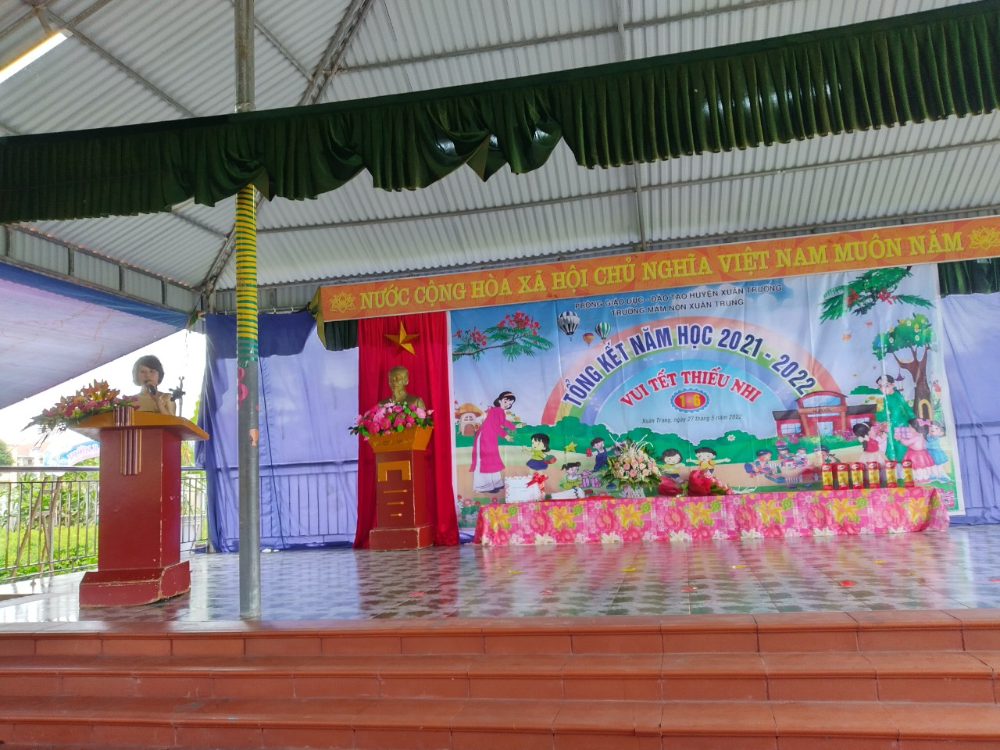 NƯỚC CỘNG HÒA XÃ HỘI CHỦ NGHĨA VIỆT NAM MUÔN NĂM
PHÒNG GIÁO DỤC - ĐÀO TẠO HUYỆN XUÂN TRƯỜNG
TRƯỜNG MẦM NON XUÂN TRUNG
TỔNG KẾT NĂM HỌC 2021 - 2022
VUI TẾT THIẾU NHI
1-6
Xuân Trung, ngày 27 tháng 5 năm 2022
SCHOOL